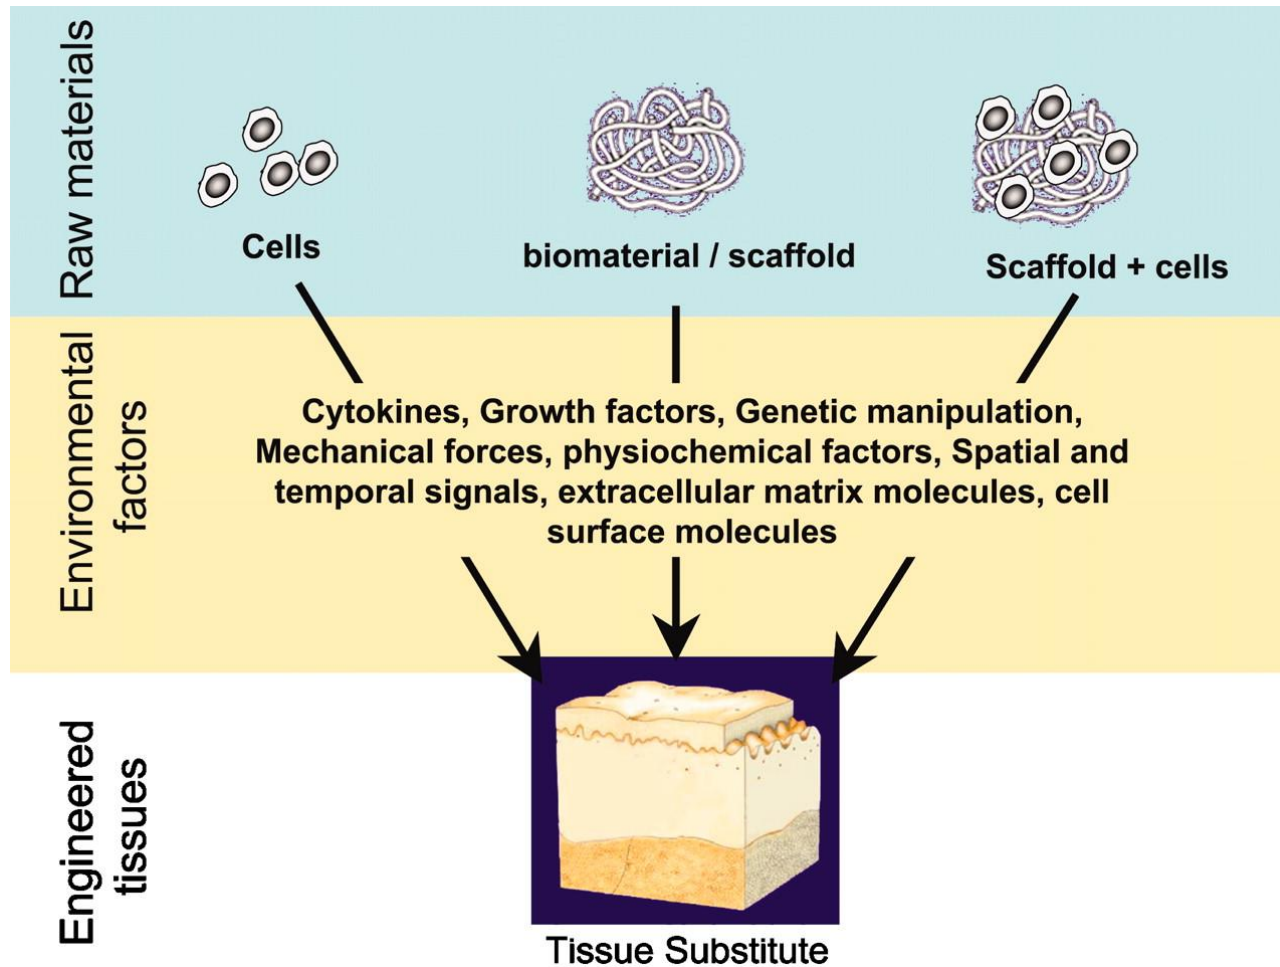 Raw materials
Cells
biomaterial / scaffold
Scaffold + cells
Environmental
factors
Cytokines, Growth factors, Genetic manipulation,
Mechanical forces, physiochemical factors, Spatial and
temporal signals, extracellular matrix molecules, cell
surface molecules
Engineered
tissues
Tissue Substitute